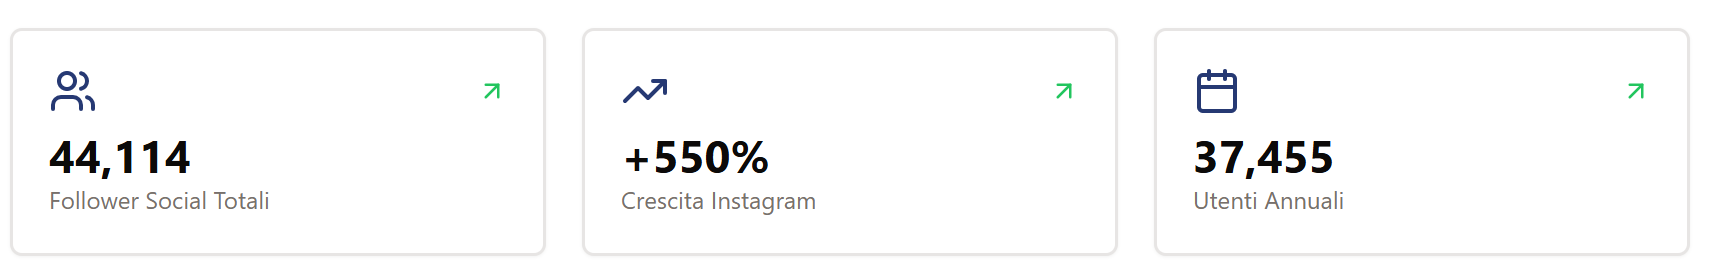 44,114
Follower Social Totali
+550%
Crescita Instagram
37,455
Utenti Annuali